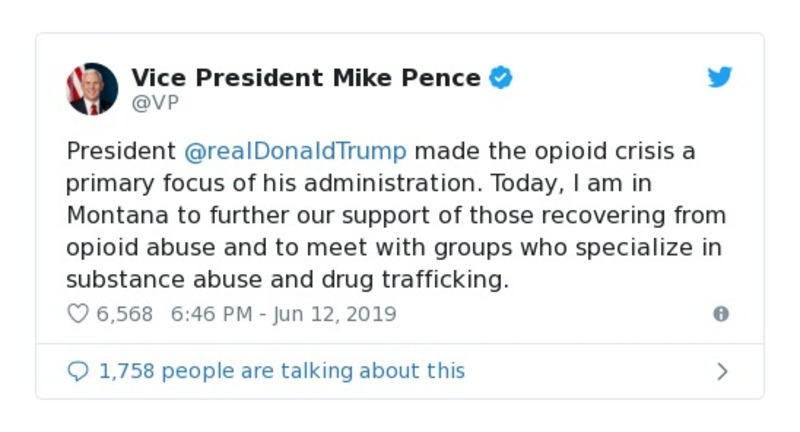 Vice President Mike Pence
@VP
President @realDonaldTrump made the opioid crisis a
primary focus of his administration. Today, I am in
Montana to further our support of those recovering from
opioid abuse and to meet with groups who specialize in
substance abuse and drug trafficking.
6,568 6:46 PM - Jun 12, 2019
1,758 people are talking about this